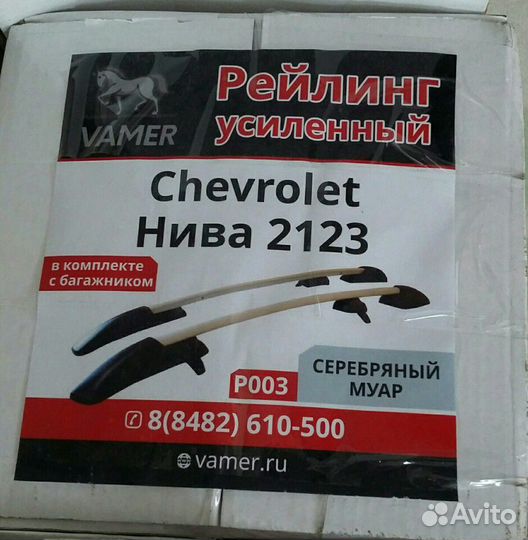 VAMER
Рейлинг
усиленный
Chevrolet
Нива 2123
в комплекте
с багажником
P003
СЕРЕБРЯНЫЙ
МУАР
8(8482) 610-500
vamer.ru
Avito